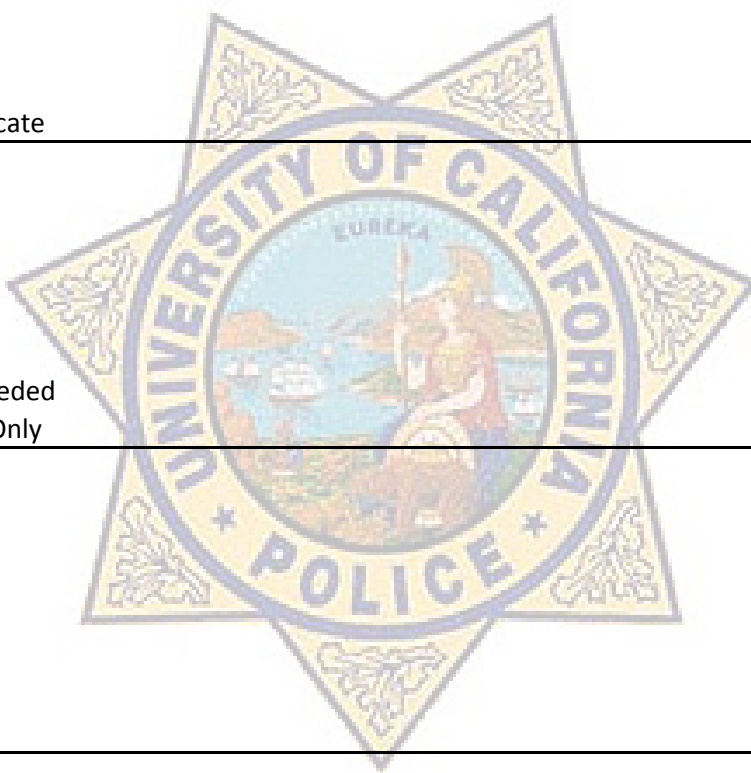 cate
UNIVERSITY OF CALIFORNIA
EUREKA
eded
Only
POLICE